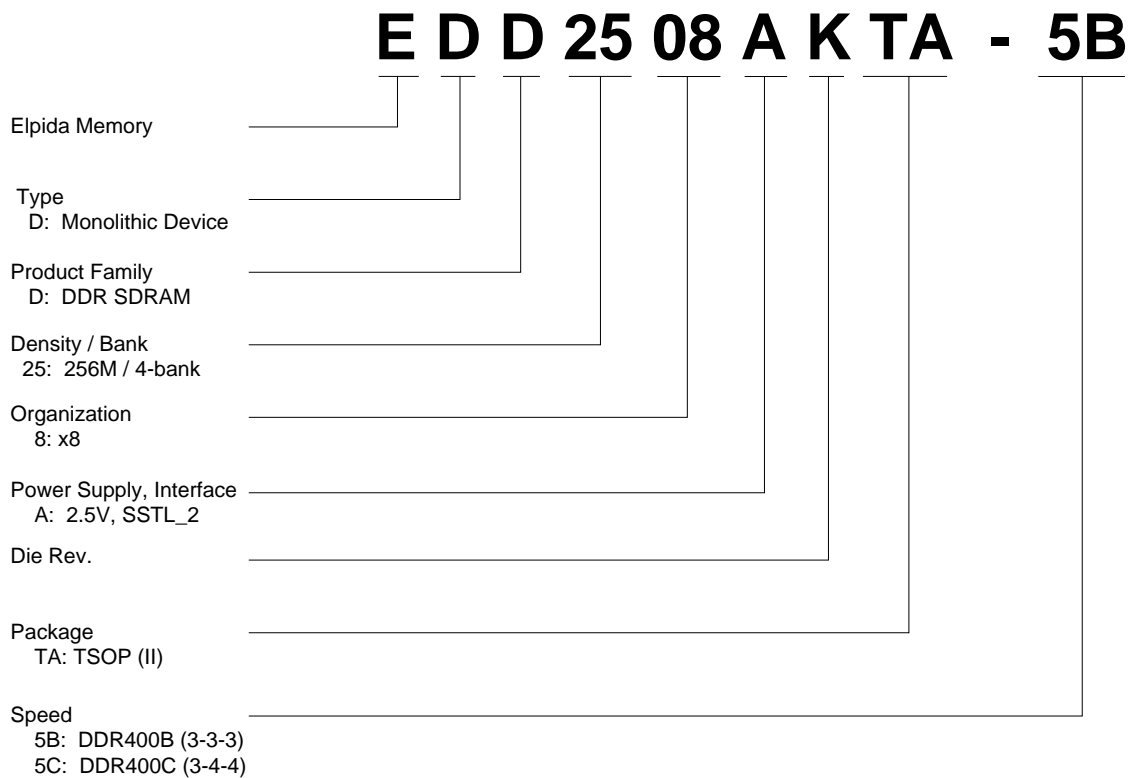 E D D 25 08 A K TA - 5B
Elpida Memory
Type
D: Monolithic Device
Product Family
D: DDR SDRAM
Density / Bank
25: 256M / 4-bank
Organization
8: x8
Power Supply, Interface
A: 2.5V, SSTL_2
Die Rev.
Package
TA: TSOP (II)
Speed
5B: DDR400B (3-3-3)
5C: DDR400C (3-4-4)